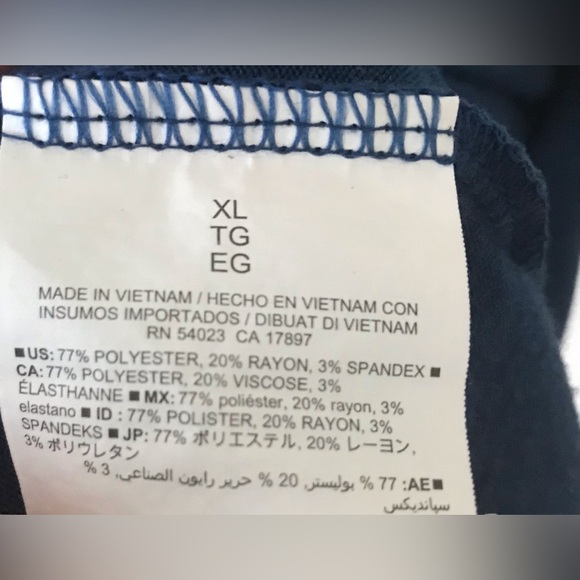 XL
TG
EG
MADE IN VIETNAM / HECHO EN VIETNAM CON
INSUMOS IMPORTADOS / DIBUAT DI VIETNAM
RN 54023 CA 17897
■US: 77% POLYESTER, 20% RAYON, 3% SPANDEX ■
CA: 77% POLYESTER, 20% VISCOSE, 3%
ÉLASTHANNE ■ MX: 77% poliéster, 20% rayon, 3%
elastano ■ ID : 77% POLISTER, 20% RAYON, 3%
SPANDEKS ■ JP: 77% ポリエステル, 20% レーヨン,
3% ポリウレタン
■AE: 77 % بوليستر, 20 % حرير رايون الصناعي, 3 %
سپانديكس